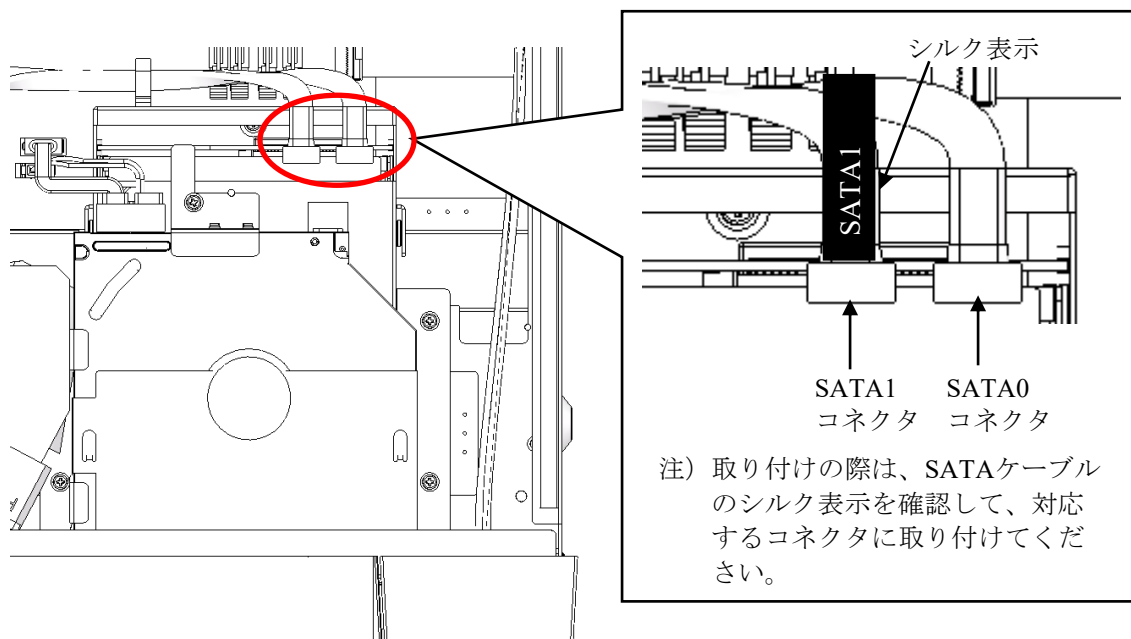 シルク表示
SATA1
SATA1 SATA0
コネクタ コネクタ
注）取り付けの際は、SATAケーブル
のシルク表示を確認して、対応
するコネクタに取り付けてくだ
さい。